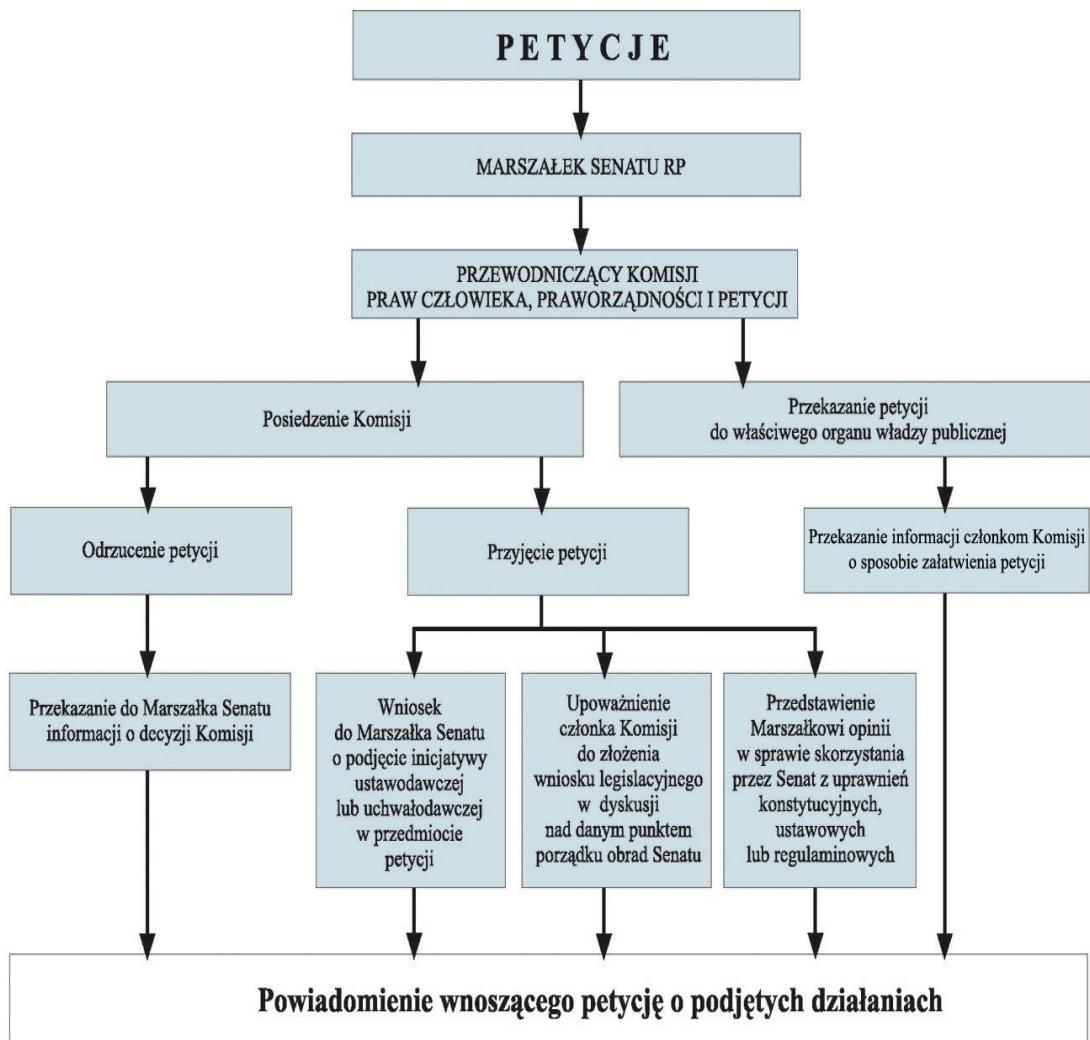 PETYCJE
MARSZAŁEK SENATU RP
PRZEWODNICZĄCY KOMISJI
PRAW CZŁOWIEKA, PRAWORZĄDNOŚCI I PETYCJI
Posiedzenie Komisji
Przekazanie petycji
do właściwego organu władzy publicznej
Odrzucenie petycji
Przyjęcie petycji
Przekazanie informacji członkom Komisji
o sposobie załatwienia petycji
Przekazanie do Marszałka Senatu
informacji o decyzji Komisji
Wniosek
do Marszałka Senatu
o podjęcie inicjatywy
ustawodawczej
lub uchwałodawczej
w przedmiocie
petycji
Upoważnienie
członka Komisji
do złożenia
wniosku legislacyjnego
w dyskusji
nad danym punktem
porządku obrad Senatu
Przedstawienie
Marszałkowi opinii
w sprawie skorzystania
przez Senat z uprawnień
konstytucyjnych,
ustawowych
lub regulaminowych
Powiadomienie wnoszącego petycję o podjętych działaniach